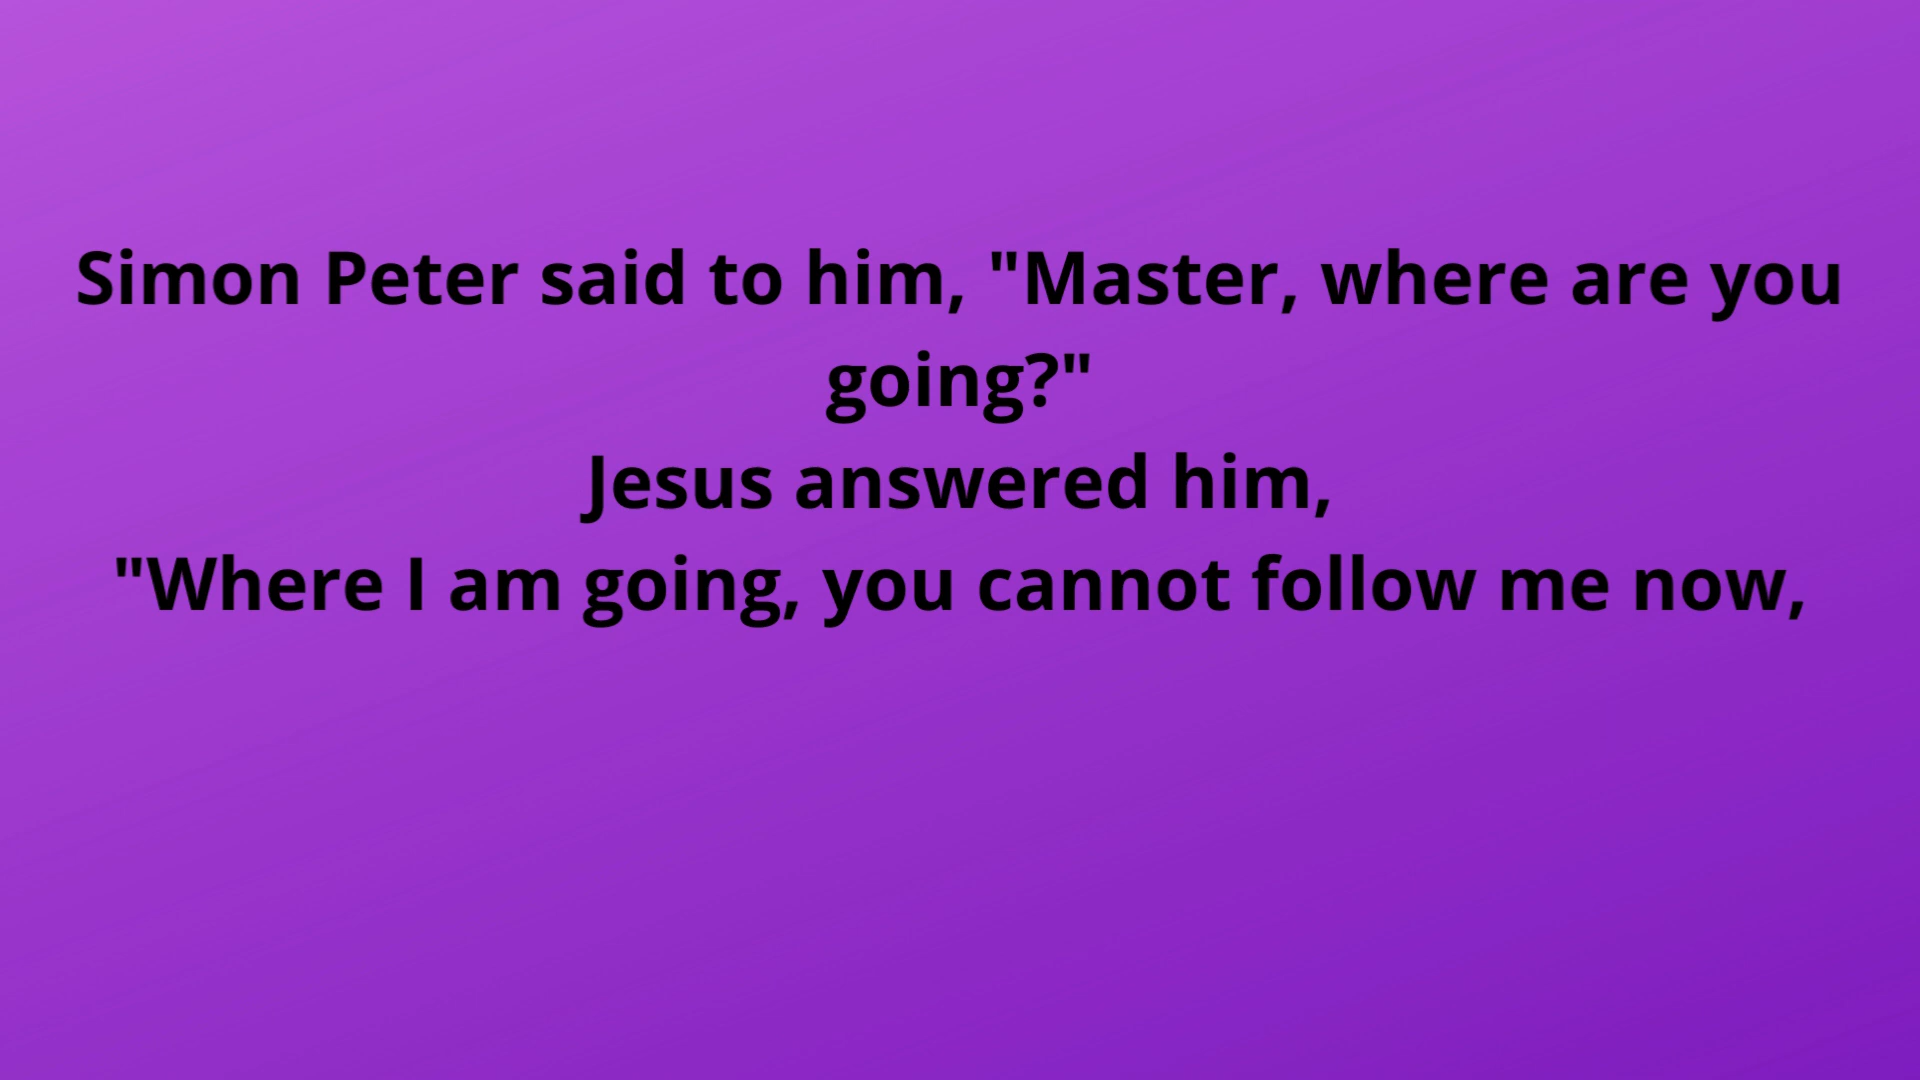 Simon Peter said to him, "Master, where are you
going?"
Jesus answered him,
"Where I am going, you cannot follow me now,